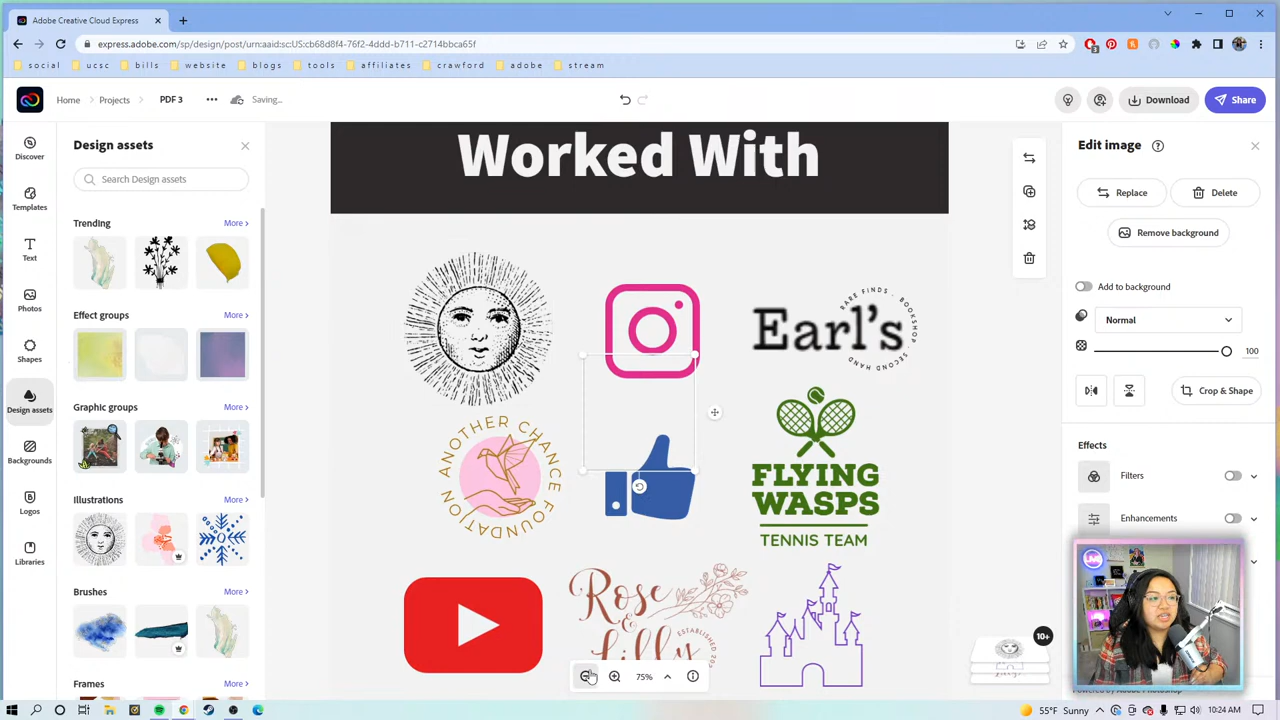 Adobe Creative Cloud Express
express.adobe.com/sp/design/post/urn:aaid:sc:US:cb68d8f4-76f2-4ddd-b711-c2714bbca65f
social
ucsc
bills
website
blogs
tools
affiliates
crawford
adobe
stream
Home
Projects
PDF 3
Saving...
Download
Share
Discover
Templates
Text
Photos
Shapes
Design assets
Backgrounds
Logos
Libraries
Design assets
Search Design assets
Trending
More
Effect groups
More
Graphic groups
More
Illustrations
More
Brushes
More
Frames
More
Worked With
Earl's
RARE FINDS · BOOKSHOP
SECOND HAND
ANOTHER CHANCE
FOUNDATION
FLYING
WASPS
TENNIS TEAM
Rose
&
Lilly
75%
10+
Edit image
Replace
Delete
Remove background
Add to background
Normal
100
Crop & Shape
Effects
Filters
Enhancements
LIVE
55°F Sunny
10:24 AM